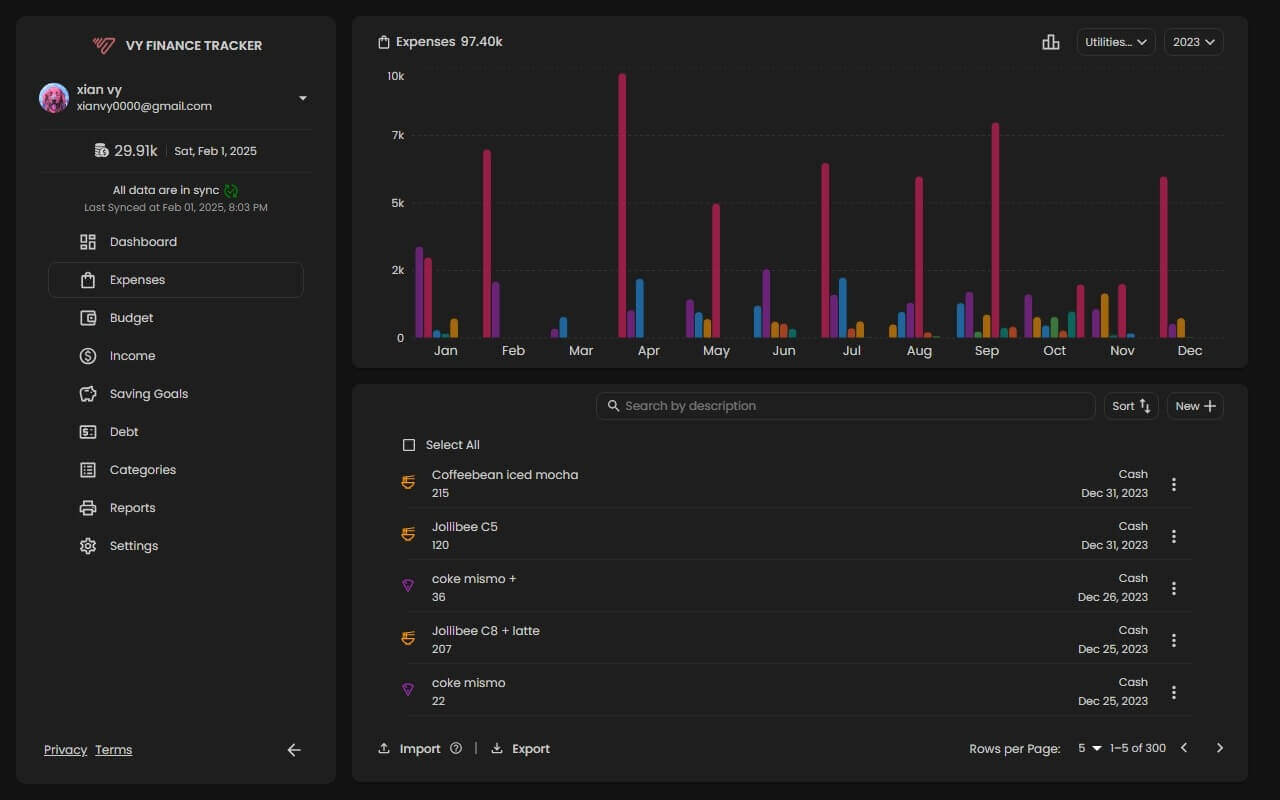 VY FINANCE TRACKER
xian vy
xianvy0000@gmail.com
29.91k
Sat, Feb 1, 2025
All data are in sync
Last Synced at Feb 01, 2025, 8:03 PM
Dashboard
Expenses
Budget
Income
Saving Goals
Debt
Categories
Reports
Settings
Privacy Terms
Expenses 97.40k
Utilities...
2023
10k
7k
5k
2k
0
Jan Feb Mar Apr May Jun Jul Aug Sep Oct Nov Dec
Search by description
Sort
New
Select All
Coffeebean iced mocha
215
Cash
Dec 31, 2023
Jollibee C5
120
Cash
Dec 31, 2023
coke mismo +
36
Cash
Dec 26, 2023
Jollibee C8 + latte
207
Cash
Dec 25, 2023
coke mismo
22
Cash
Dec 25, 2023
Import | Export
Rows per Page: 5 1–5 of 300